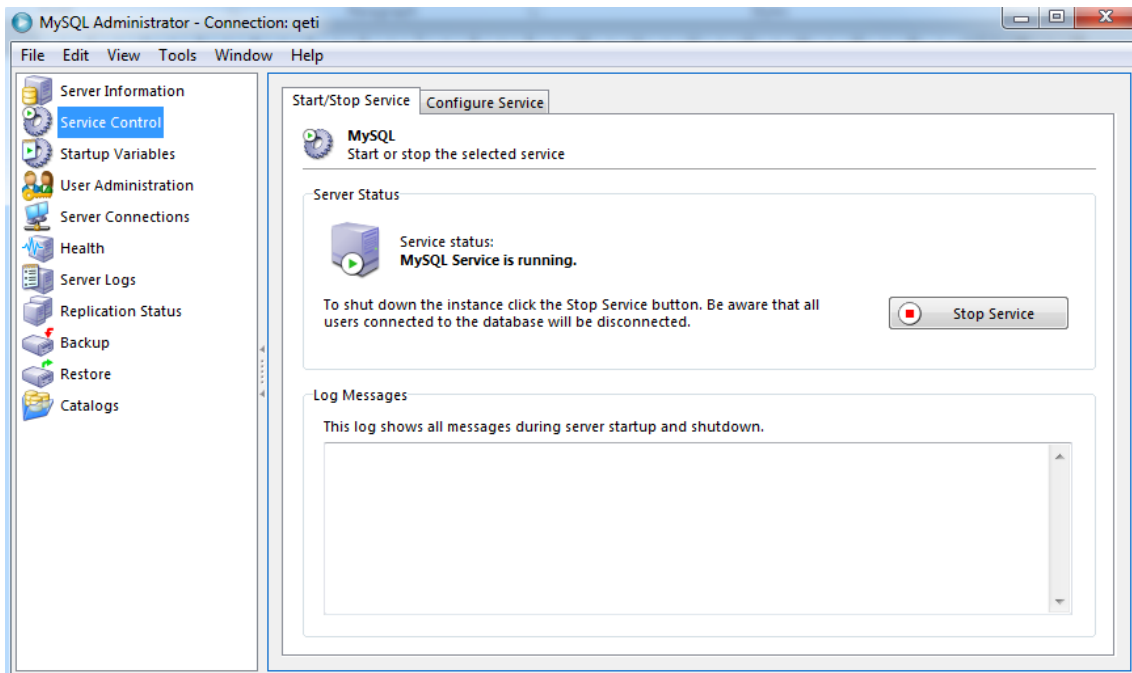 MySQL Administrator - Connection: qeti
File Edit View Tools Window Help
Server Information
Service Control
Startup Variables
User Administration
Server Connections
Health
Server Logs
Replication Status
Backup
Restore
Catalogs
Start/Stop Service Configure Service
MySQL
Start or stop the selected service
Server Status
Service status:
MySQL Service is running.
To shut down the instance click the Stop Service button. Be aware that all
users connected to the database will be disconnected.
Stop Service
Log Messages
This log shows all messages during server startup and shutdown.